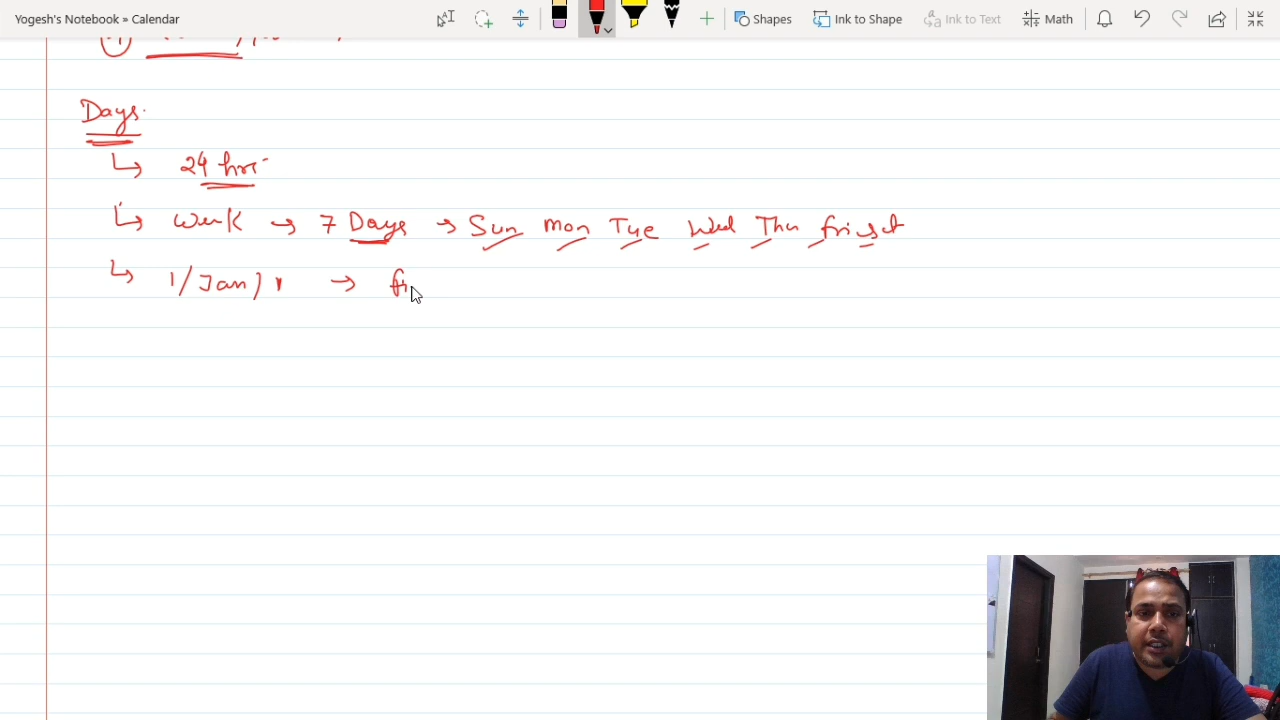 Yogesh's Notebook » Calendar
Shapes
Ink to Shape
Ink to Text
Math
Days
↳ 24 hrs
↳ Week → 7 Days → Sun Mon Tue Wed Thu fri sat
↳ 1/Jan/1 → fri